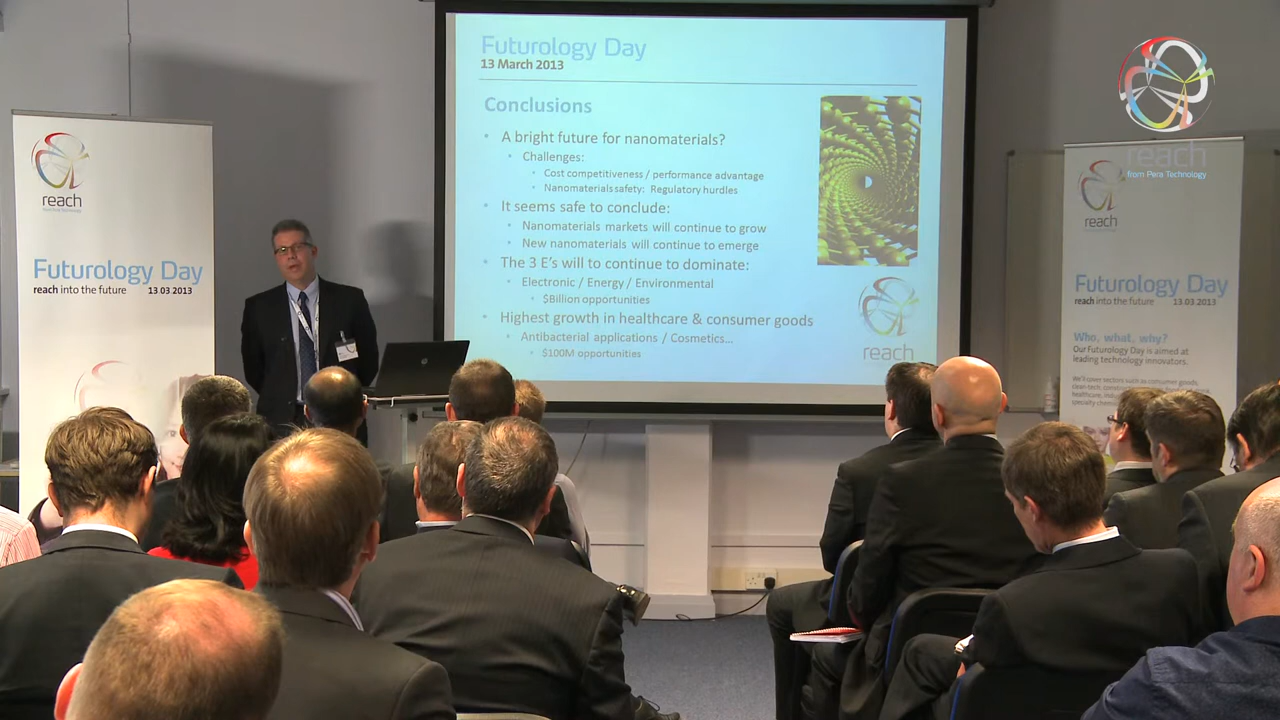 Futurology Day
13 March 2013
Conclusions
• A bright future for nanomaterials?
• Challenges:
• Cost competitiveness / performance advantage
• Nanomaterials safety: Regulatory hurdles
• It seems safe to conclude:
• Nanomaterials markets will continue to grow
• New nanomaterials will continue to emerge
• The 3 E's will to continue to dominate:
• Electronic / Energy / Environmental
• $Billion opportunities
• Highest growth in healthcare & consumer goods
• Antibacterial applications / Cosmetics...
• $100M opportunities
reach
reach
Futurology Day
reach into the future 13 03 2013
reach
from Pera Technology
reach
Futurology Day
reach into the future 13.03.2013
Who, what, why?
Our Futurology Day is aimed at
leading technology innovators.